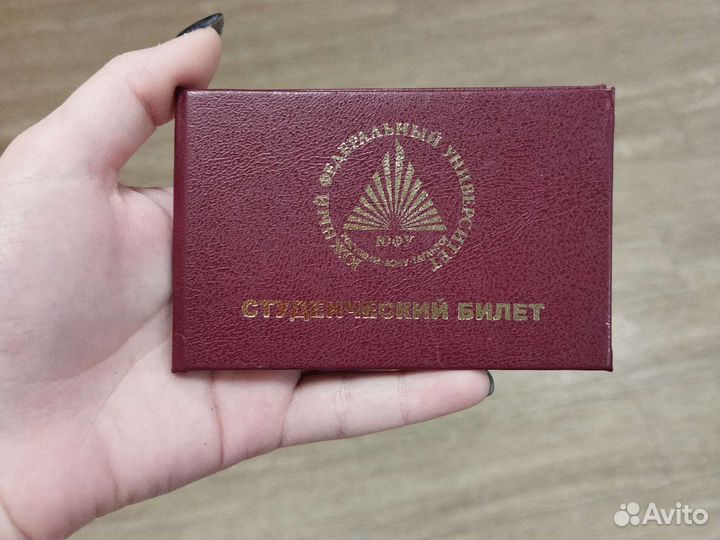 ЮЖНЫЙ ФЕДЕРАЛЬНЫЙ УНИВЕРСИТЕТ
ЮФУ
СТУДЕНЧЕСКИЙ БИЛЕТ
Avito